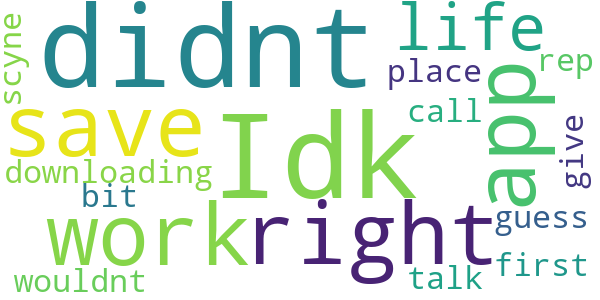 scyne
didnt
life
rep
place
save
Idk
app
call
give
downloading
bit
work
right
guess
first
wouldnt
talk